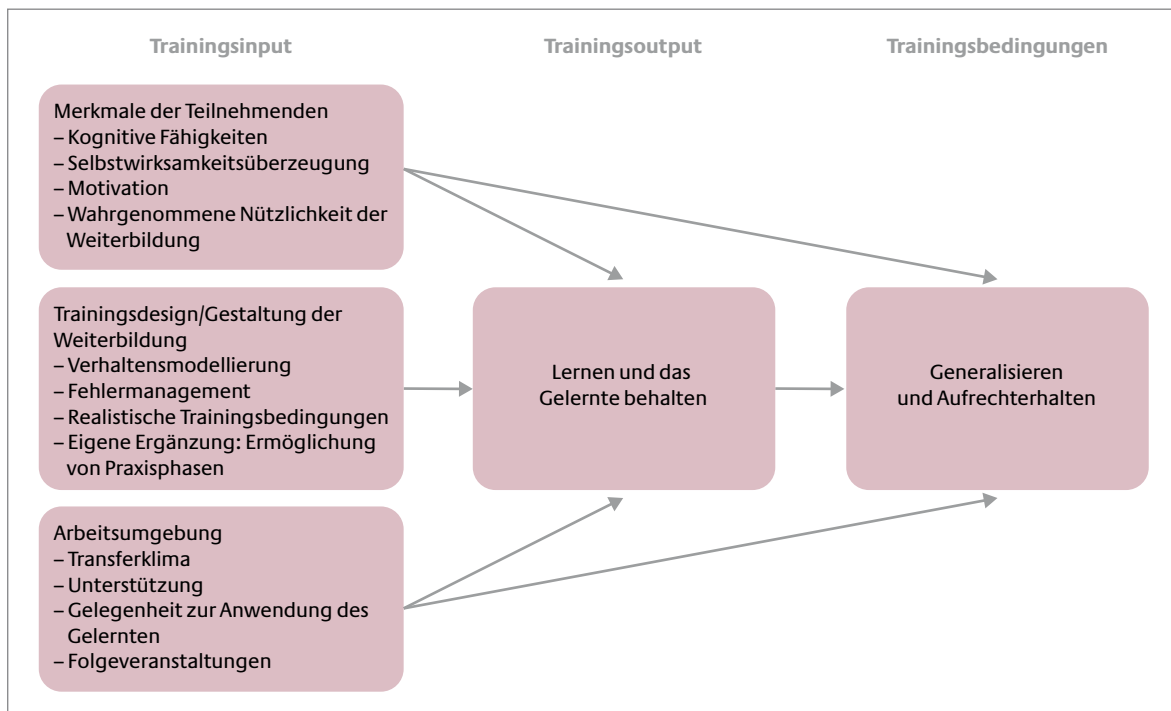 Trainingsinput
Trainingsoutput
Trainingsbedingungen
Merkmale der Teilnehmenden
– Kognitive Fähigkeiten
– Selbstwirksamkeitsüberzeugung
– Motivation
– Wahrgenommene Nützlichkeit der
Weiterbildung
Trainingsdesign/Gestaltung der
Weiterbildung
– Verhaltensmodellierung
– Fehlermanagement
– Realistische Trainingsbedingungen
– Eigene Ergänzung: Ermöglichung
von Praxisphasen
Lernen und das
Gelernte behalten
Generalisieren
und Aufrechterhalten
Arbeitsumgebung
– Transferklima
– Unterstützung
– Gelegenheit zur Anwendung des
Gelernten
– Folgeveranstaltungen